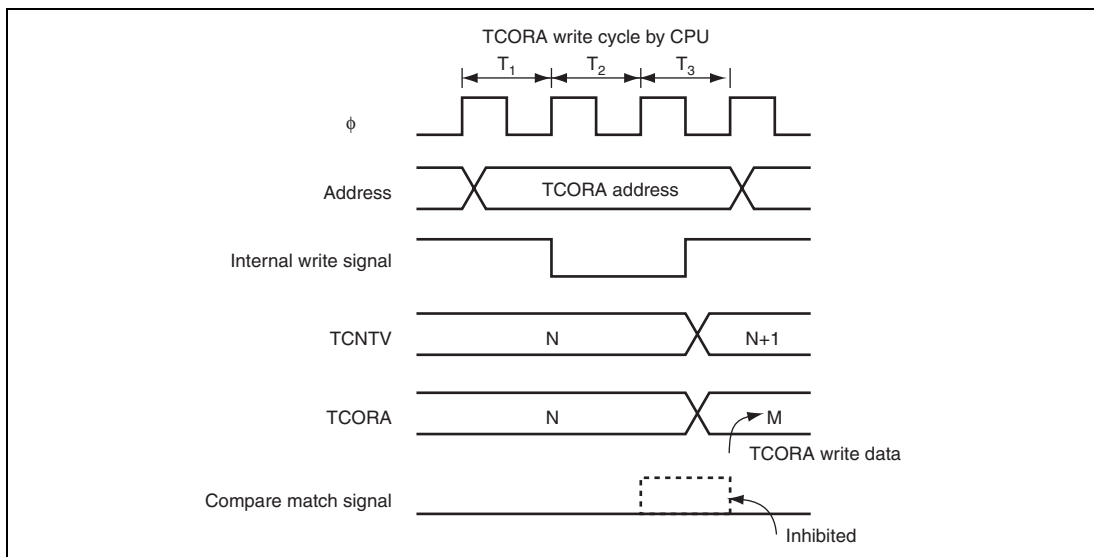 TCORA write cycle by CPU
T1 T2 T3
ϕ
Address TCORA address
Internal write signal
TCNTV N N+1
TCORA N M
TCORA write data
Compare match signal
Inhibited